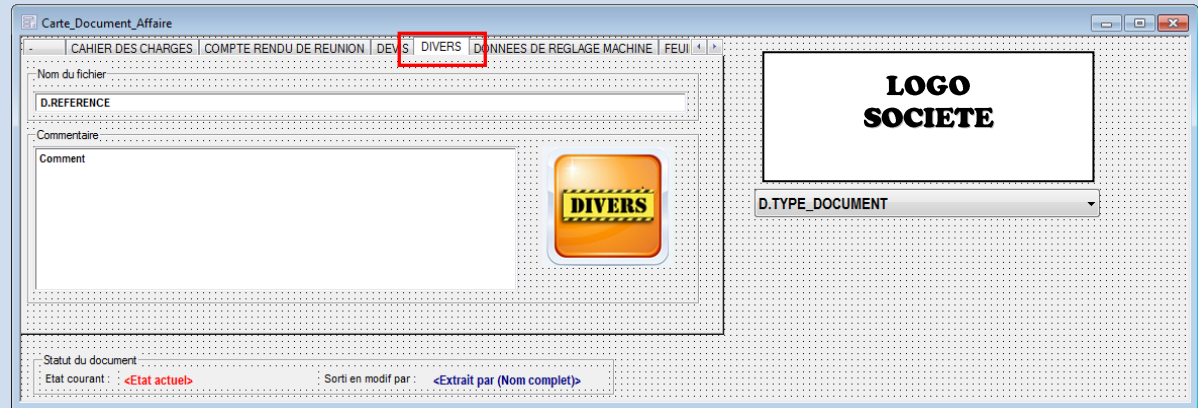 Carte_Document_Affaire
- CAHIER DES CHARGES COMPTE RENDU DE REUNION DEVIS DIVERS DONNEES DE REGLAGE MACHINE FEUI
Nom du fichier
D.REFERENCE
Commentaire
Comment
DIVERS
LOGO
SOCIETE
D.TYPE_DOCUMENT
Statut du document
Etat courant : <Etat actuel> Sorti en modif par : <Extrait par (Nom complet)>